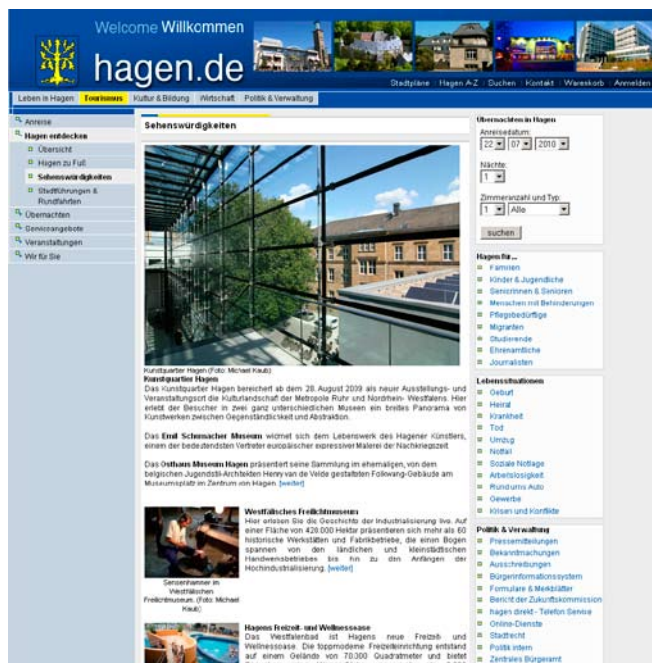 Welcome Willkommen
hagen.de
Stadtpläne | Hagen A-Z | Suchen | Kontakt | Warenkorb | Anmelden
Leben in Hagen Tourismus Kultur & Bildung Wirtschaft Politik & Verwaltung
Anreise
Hagen entdecken
Übersicht
Hagen zu Fuß
Sehenswürdigkeiten
Stadtführungen &
Rundfahrten
Übernachten
Serviceangebote
Veranstaltungen
Wir für Sie
Sehenswürdigkeiten
Kunstquartier Hagen (Foto: Michael Kaub)
Kunstquartier Hagen
Das Kunstquartier Hagen bereichert ab dem 28. August 2009 als neuer Ausstellungs- und
Veranstaltungsort die Kulturlandschaft der Metropole Ruhr und Nordrhein- Westfalens. Hier
erlebt der Besucher in zwei ganz unterschiedlichen Museen ein breites Panorama von
Kunstwerken zwischen Gegenständlichkeit und Abstraktion.
Das Emil Schumacher Museum widmet sich dem Lebenswerk des Hagener Künstlers,
einem der bedeutendsten Vertreter europäischer expressiver Malerei der Nachkriegszeit
Das Osthaus Museum Hagen präsentiert seine Sammlung im ehemaligen, von dem
belgischen Jugendstil-Architekten Henry van de Velde gestalteten Folkwang-Gebäude am
Museumsplatz im Zentrum von Hagen. [weiter]
Sensenhammer im
Westfälischen
Freilichtmuseum. (Foto: Michael
Kaub)
Westfälisches Freilichtmuseum
Hier erleben Sie die Geschichte der Industrialisierung live. Auf
einer Fläche von 420.000 Hektar präsentieren sich mehr als 60
historische Werkstätten und Fabrikbetriebe, die einen Bogen
spannen von den ländlichen und kleinstädtischen
Handwerksbetrieben bis hin zu den Anfängen der
Hochindustrialisierung. [weiter]
Hagens Freizeit- und Wellnessoase
Das Westfalenbad ist Hagens neue Freizeit- und
Wellnessoase. Die topmoderne Freizeiteinrichtung entstand
auf einem Gelände von 70.300 Quadratmeter und bietet
Übernachten in Hagen
Anreisedatum:
22 07 2010
Nächte:
1
Zimmeranzahl und Typ:
1 Alle
suchen
Hagen für...
Familien
Kinder & Jugendliche
Seniorinnen & Senioren
Menschen mit Behinderungen
Pflegebedürftige
Migranten
Studierende
Ehrenamtliche
Journalisten
Lebenssituationen
Geburt
Heirat
Krankheit
Tod
Umzug
Notfall
Soziale Notlage
Arbeitslosigkeit
Rund ums Auto
Gewerbe
Krisen und Konflikte
Politik & Verwaltung
Pressemitteilungen
Bekanntmachungen
Ausschreibungen
Bürgerinformationssystem
Formulare & Merkblätter
Bericht der Zukunftskommission
hagen direkt - Telefon Service
Online-Dienste
Stadtrecht
Politik intern
Zentrales Bürgeramt